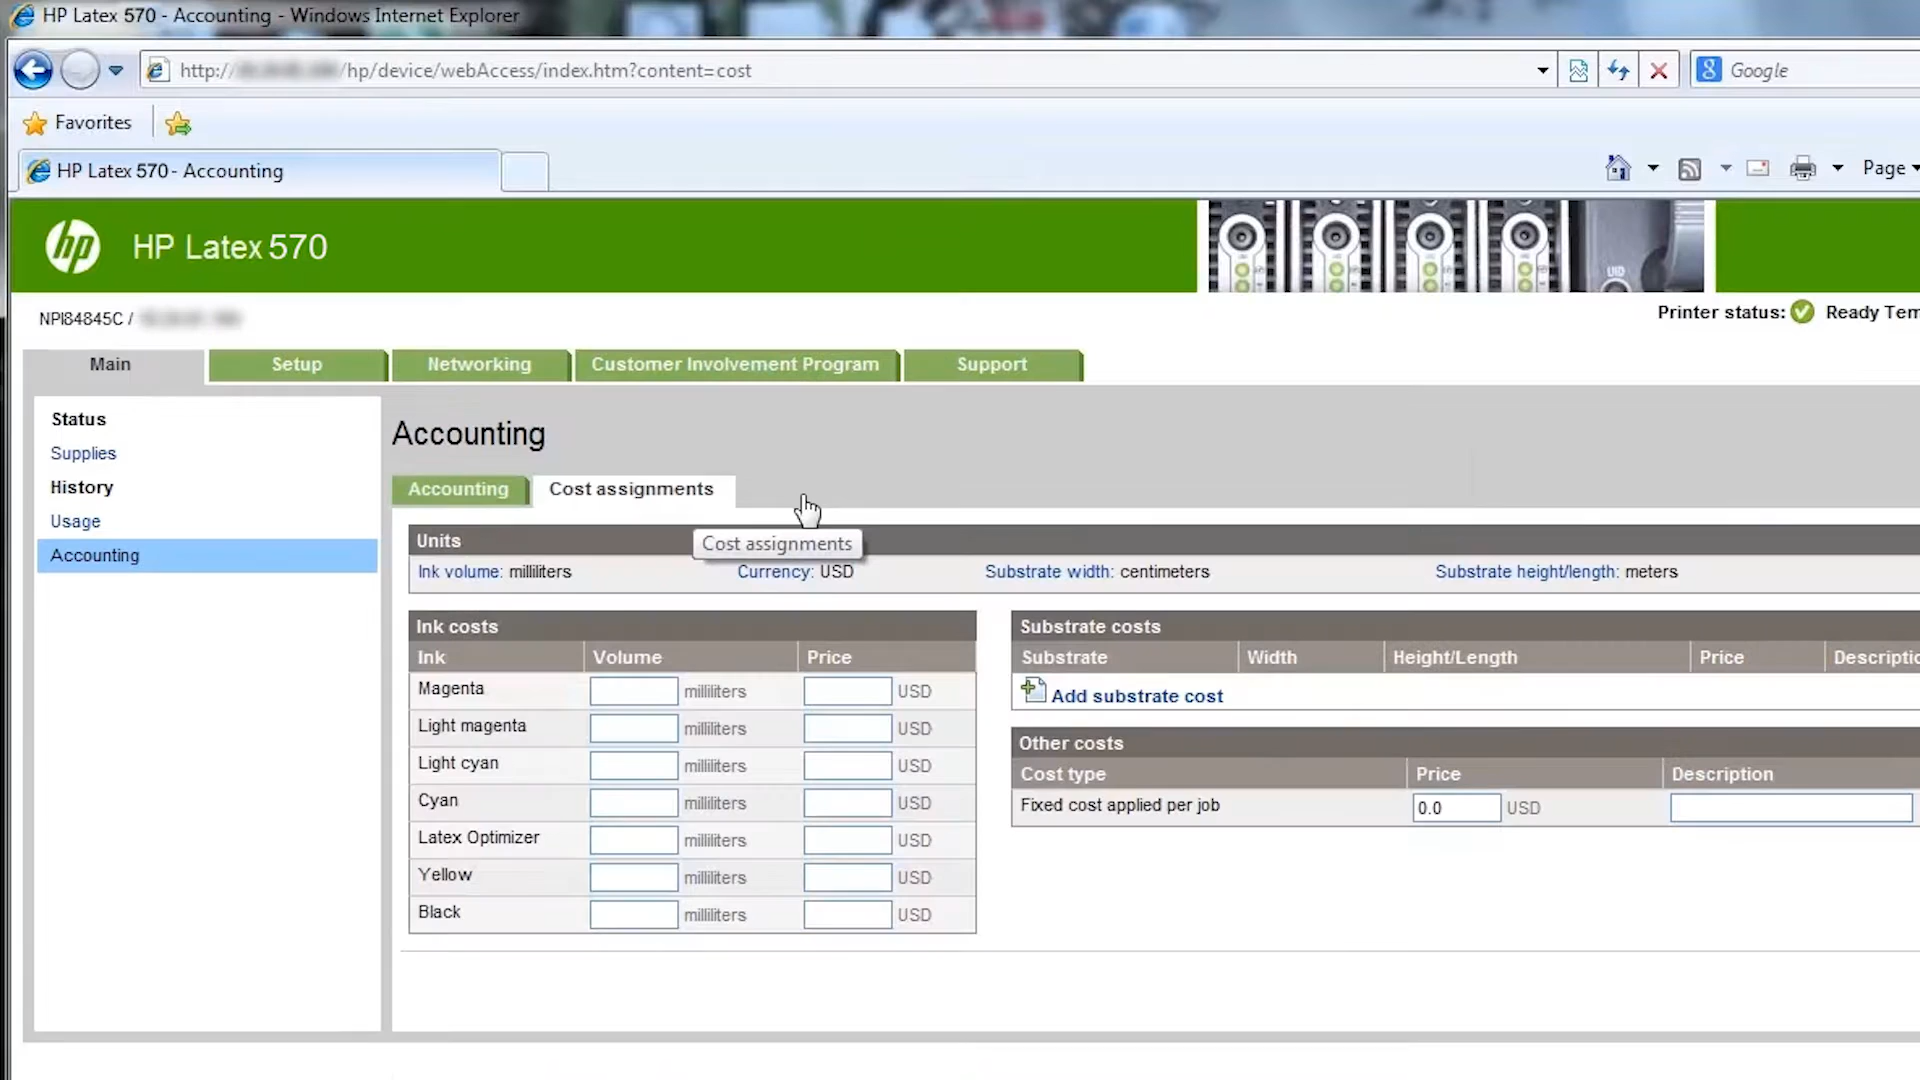 HP Latex 570 - Accounting - Windows Internet Explorer
http:// /hp/device/webAccess/index.htm?content=cost
Google
Favorites
HP Latex 570 - Accounting
Page
hp HP Latex 570
UID
NPI84845C /
Printer status: Ready
Main Setup Networking Customer Involvement Program Support
Status
Supplies
History
Usage
Accounting
Accounting
Accounting Cost assignments
Units
Cost assignments
Ink volume: milliliters Currency: USD Substrate width: centimeters Substrate height/length: meters
Ink costs
Ink Volume Price
Magenta milliliters USD
Light magenta milliliters USD
Light cyan milliliters USD
Cyan milliliters USD
Latex Optimizer milliliters USD
Yellow milliliters USD
Black milliliters USD
Substrate costs
Substrate Width Height/Length Price
Add substrate cost
Other costs
Cost type Price Description
Fixed cost applied per job 0.0 USD